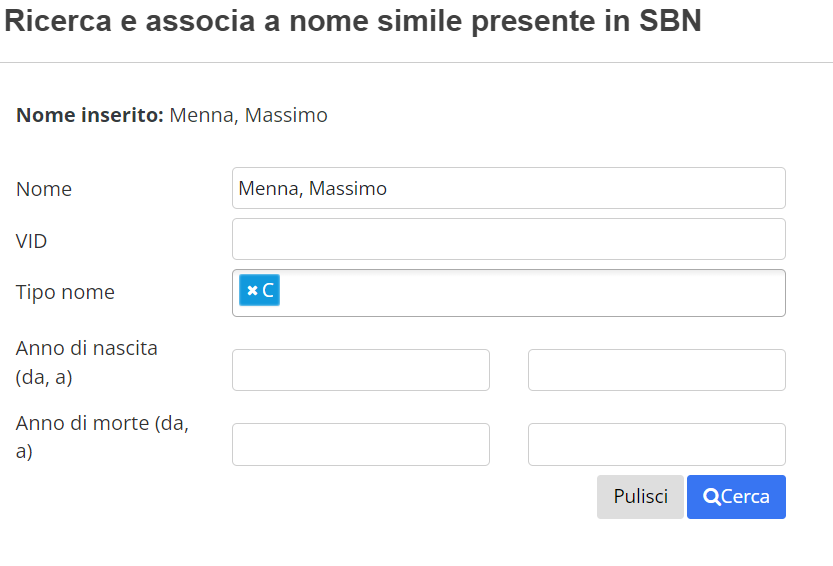 Ricerca e associa a nome simile presente in SBN
Nome inserito: Menna, Massimo
Nome
Menna, Massimo
VID
Tipo nome
× C
Anno di nascita
(da, a)
Anno di morte (da,
a)
Pulisci
Cerca